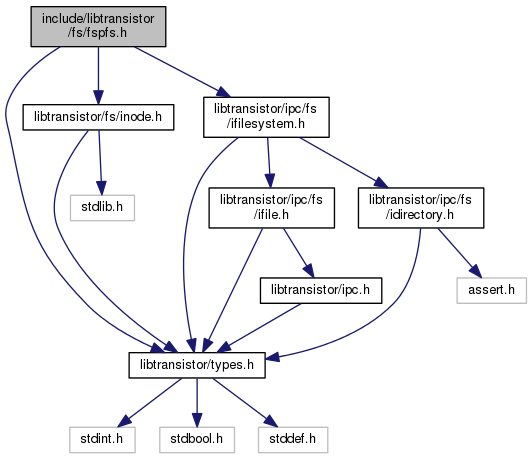 include/libtransistor
/fs/fspfs.h
libtransistor/fs/inode.h
libtransistor/ipc/fs
/ifilesystem.h
stdlib.h
libtransistor/ipc/fs
/ifile.h
libtransistor/ipc/fs
/idirectory.h
libtransistor/ipc.h
assert.h
libtransistor/types.h
stdint.h
stdbool.h
stddef.h